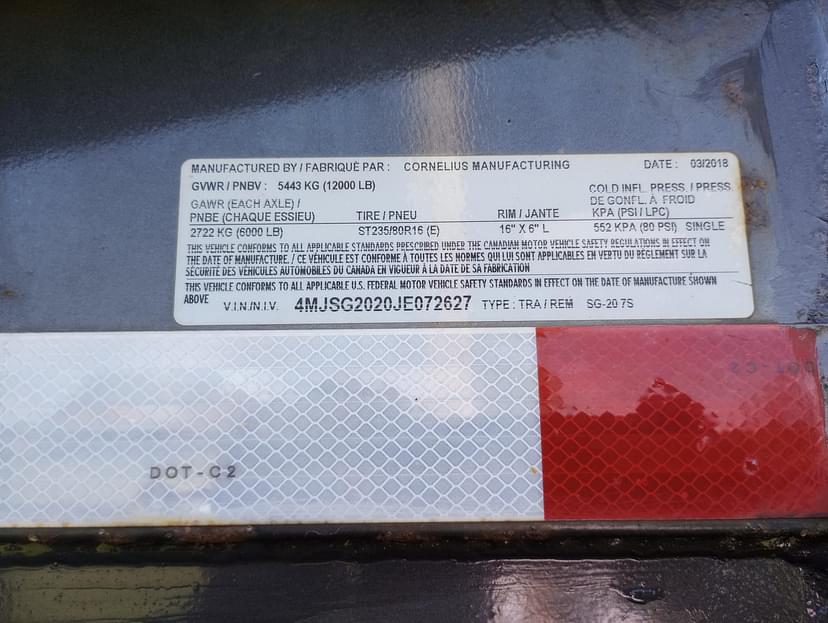 MANUFACTURED BY / FABRIQUÉ PAR : CORNELIUS MANUFACTURING DATE : 03/2018
GVWR / PNBV : 5443 KG (12000 LB)
COLD INFL. PRESS. / PRESS.
GAWR (EACH AXLE) / DE GONFL. À FROID
PNBE (CHAQUE ESSIEU) TIRE / PNEU RIM / JANTE KPA (PSI / LPC)
2722 KG (6000 LB) ST235/80R16 (E) 16" X 6" L 552 KPA (80 PSI) SINGLE
THIS VEHICLE CONFORMS TO ALL APPLICABLE STANDARDS PRESCRIBED UNDER THE CANADIAN MOTOR VEHICLE SAFETY REGULATIONS IN EFFECT ON
THE DATE OF MANUFACTURE. / CE VÉHICULE EST CONFORME À TOUTES LES NORMES QUI LUI SONT APPLICABLES EN VERTU DU RÈGLEMENT SUR LA
SÉCURITÉ DES VÉHICULES AUTOMOBILES DU CANADA EN VIGUEUR À LA DATE DE SA FABRICATION
THIS VEHICLE CONFORMS TO ALL APPLICABLE U.S. FEDERAL MOTOR VEHICLE SAFETY STANDARDS IN EFFECT ON THE DATE OF MANUFACTURE SHOWN
ABOVE V.I.N./N.I.V. 4MJSG2020JE072627 TYPE : TRA / REM SG-20 7S
DOT-C2
DOT-C2